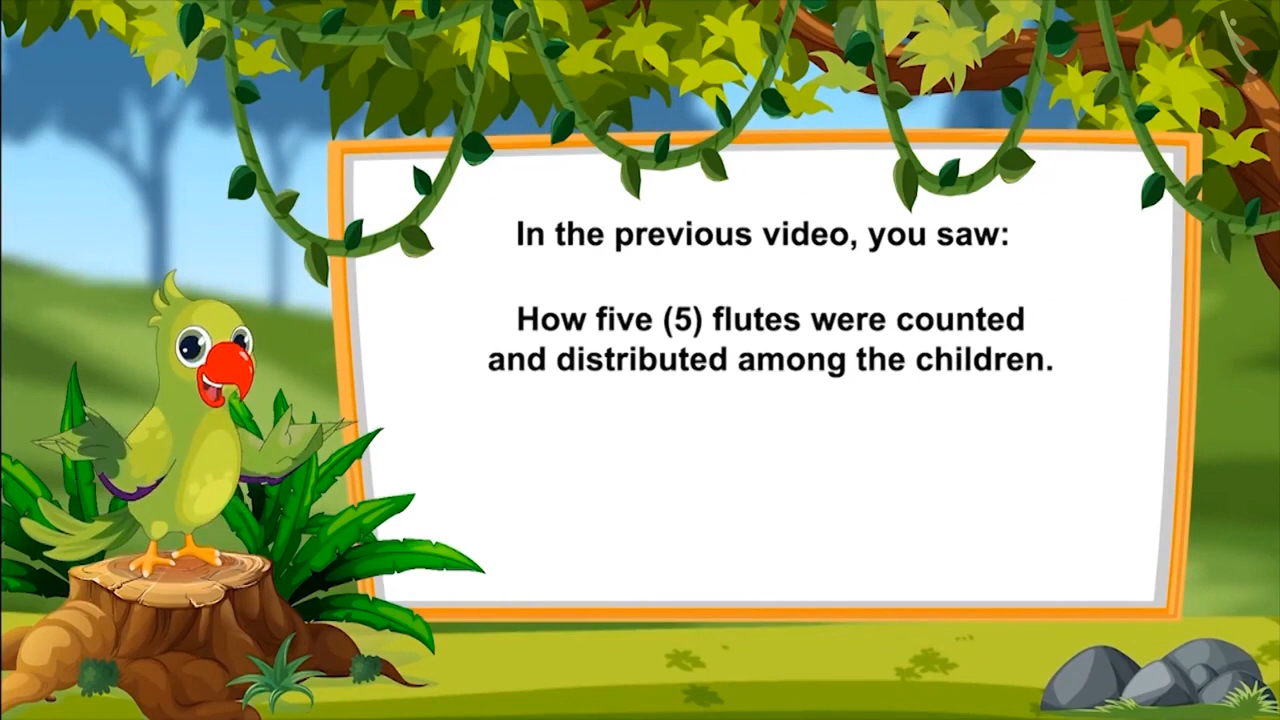 In the previous video, you saw:
How five (5) flutes were counted
and distributed among the children.